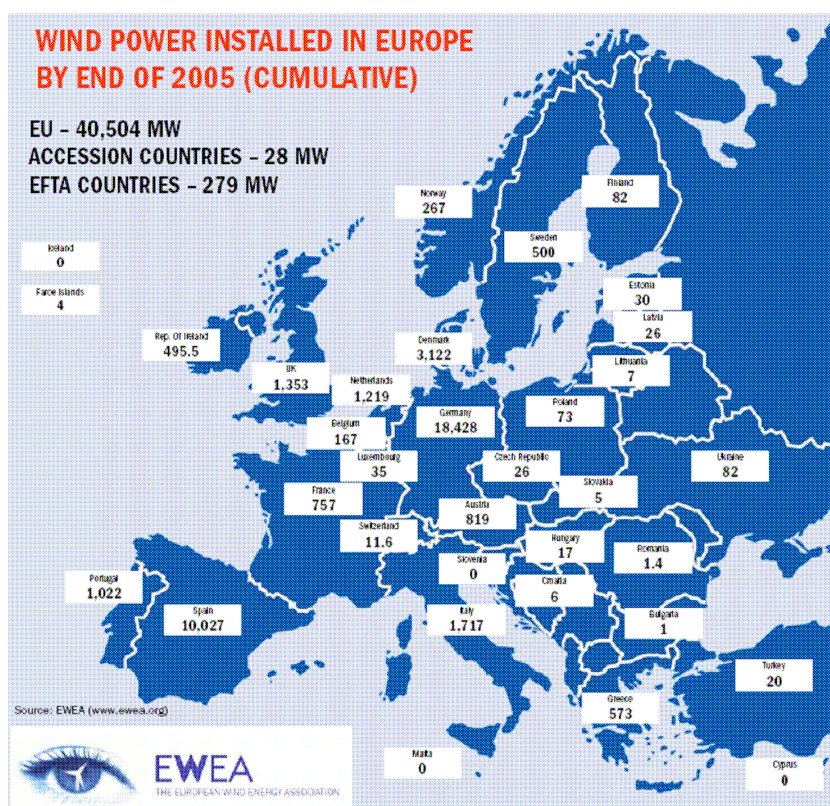 WIND POWER INSTALLED IN EUROPE
BY END OF 2005 (CUMULATIVE)
EU – 40,504 MW
ACCESSION COUNTRIES – 28 MW
EFTA COUNTRIES – 279 MW
Finland
82
Norway
267
Sweden
500
Iceland
0
Faroe Islands
4
Estonia
30
Latvia
26
Rep. Of Ireland
495.5
Denmark
3,122
Lithuania
7
UK
1,353
Netherlands
1,219
Poland
73
Germany
18,428
Belgium
167
Luxembourg
35
Czech Republic
26
Ukraine
82
Slovakia
5
France
757
Austria
819
Switzerland
11.6
Hungary
17
Romania
1.4
Slovenia
0
Croatia
6
Portugal
1,022
Spain
10,027
Italy
1,717
Bulgaria
1
Turkey
20
Greece
573
Source: EWEA (www.ewea.org)
Malta
0
Cyprus
0
EWEA
THE EUROPEAN WIND ENERGY ASSOCIATION